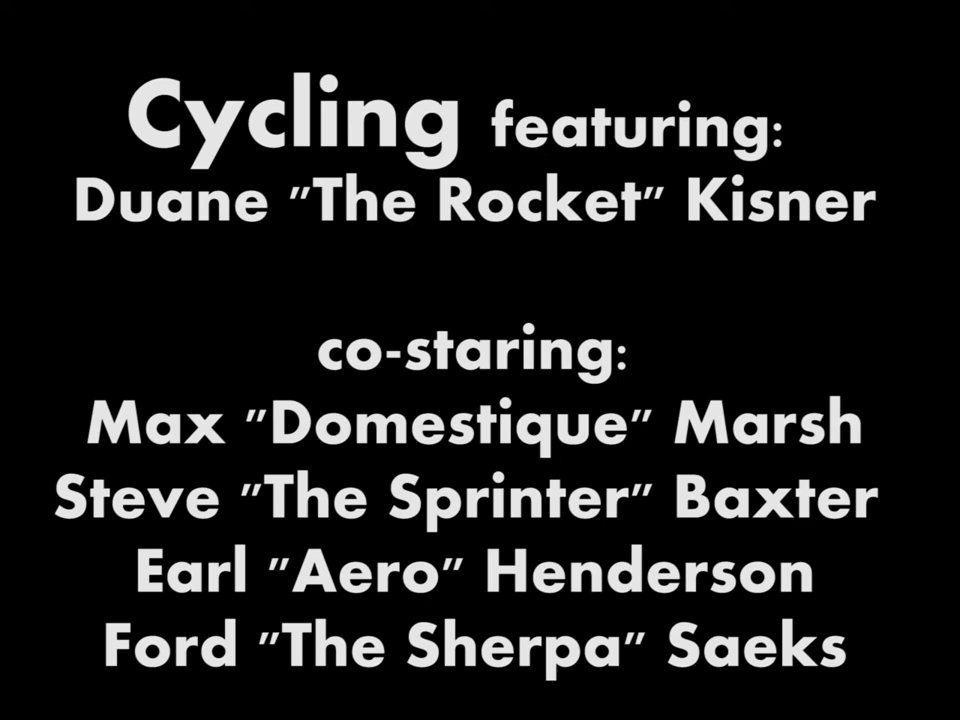 Cycling featuring:
Duane "The Rocket" Kisner
co-staring:
Max "Domestique" Marsh
Steve "The Sprinter" Baxter
Earl "Aero" Henderson
Ford "The Sherpa" Saeks